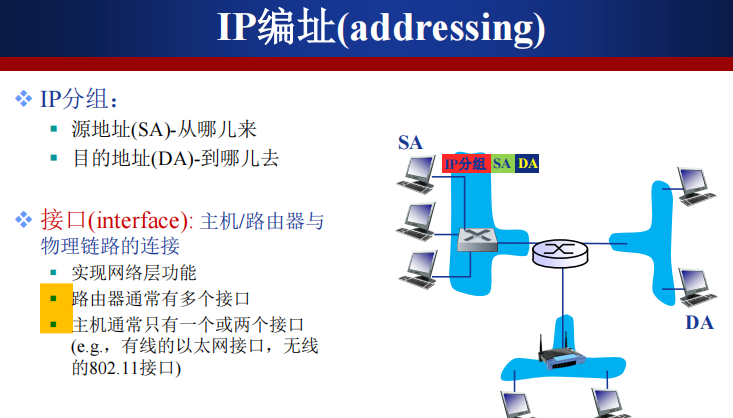 IP编址(addressing)
IP分组：
源地址(SA)-从哪儿来
目的地址(DA)-到哪儿去
接口(interface): 主机/路由器与
物理链路的连接
实现网络层功能
路由器通常有多个接口
主机通常只有一个或两个接口
(e.g.，有线的以太网接口，无线
的802.11接口)
SA
IP分组 SA DA
DA